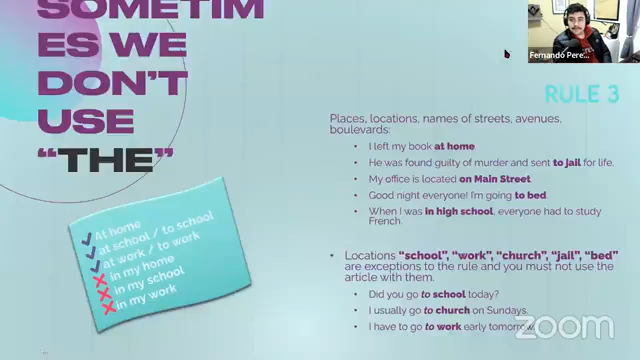 SOMETIM
ES WE
DON'T
USE
“THE”
At home
at school / to school
at work / to work
in my home
in my school
in my work
Fernando Pere...
RULE 3
Places, locations, names of streets, avenues,
boulevards:
• I left my book at home.
• He was found guilty of murder and sent to jail for life.
• My office is located on Main Street.
• Good night everyone! I'm going to bed.
• When I was in high school, everyone had to study
French.
• Locations “school”, “work”, “church”, “jail”, “bed”
are exceptions to the rule and you must not use the
article with them.
• Did you go to school today?
• I usually go to church on Sundays.
• I have to go to work early tomorrow.
zoom